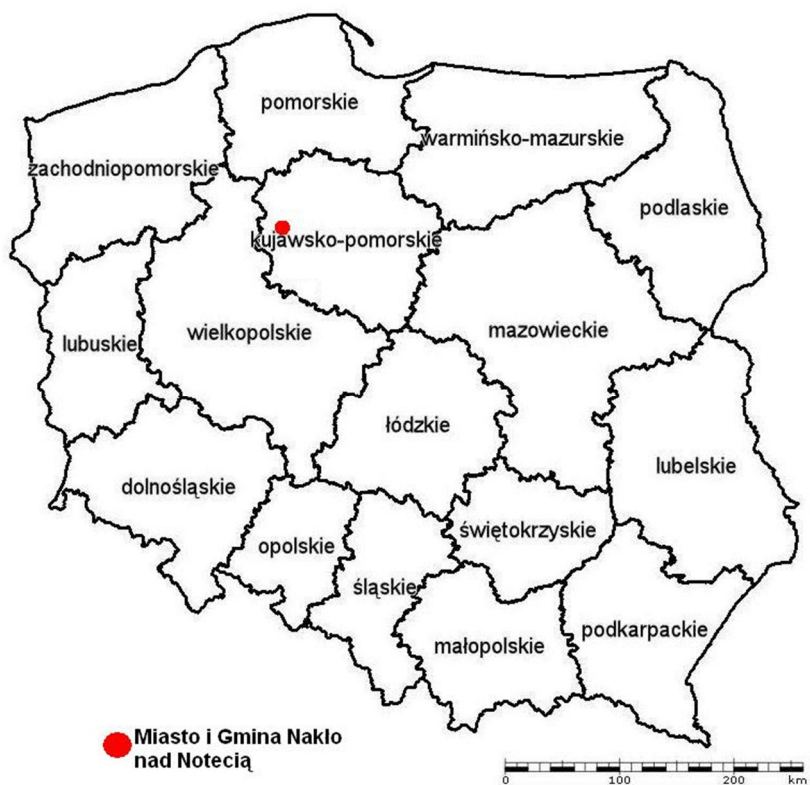 pomorskie
warmińsko-mazurskie
zachodniopomorskie
podlaskie
kujawsko-pomorskie
mazowieckie
wielkopolskie
lubuskie
łódzkie
lubelskie
dolnośląskie
świętokrzyskie
opolskie
śląskie
podkarpackie
małopolskie
Miasto i Gmina Nakło
nad Notecią
0 100 200 km